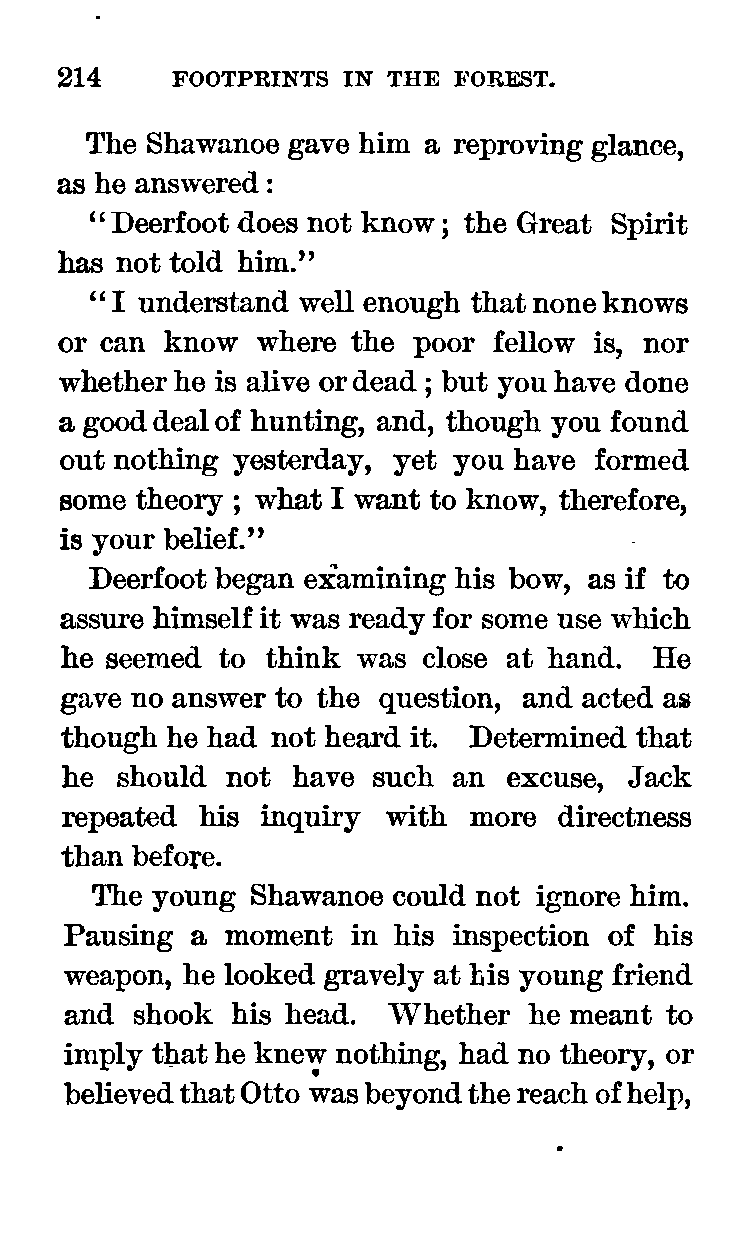 214 FOOTPRINTS IN THE FOREST.
The Shawanoe gave him a reproving glance,
as he answered :
“Deerfoot does not know; the Great Spirit
has not told him.”
“I understand well enough that none knows
or can know where the poor fellow is, nor
whether he is alive or dead ; but you have done
a good deal of hunting, and, though you found
out nothing yesterday, yet you have formed
some theory ; what I want to know, therefore,
is your belief.”
Deerfoot began examining his bow, as if to
assure himself it was ready for some use which
he seemed to think was close at hand. He
gave no answer to the question, and acted as
though he had not heard it. Determined that
he should not have such an excuse, Jack
repeated his inquiry with more directness
than before.
The young Shawanoe could not ignore him.
Pausing a moment in his inspection of his
weapon, he looked gravely at his young friend
and shook his head. Whether he meant to
imply that he knew nothing, had no theory, or
believed that Otto was beyond the reach of help,